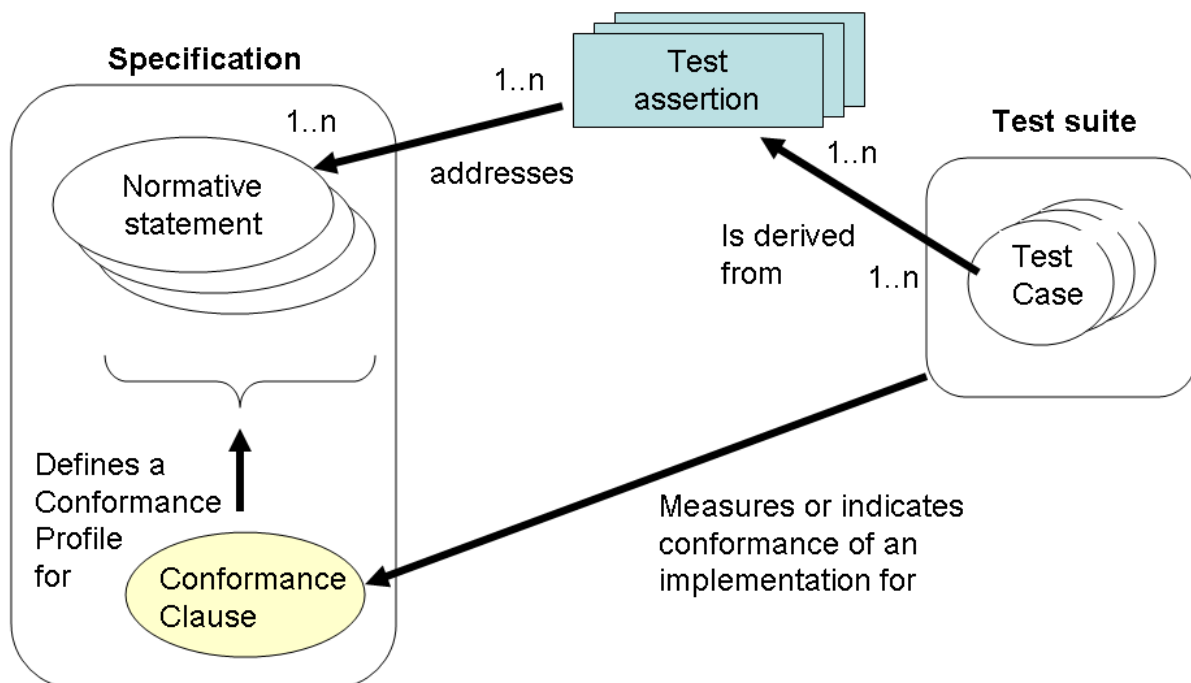 Specification
1..n
Normative
statement
1..n
addresses
Test
assertion
Test suite
1..n
Is derived
from
1..n
Test
Case
Defines a
Conformance
Profile
for
Conformance
Clause
Measures or indicates
conformance of an
implementation for